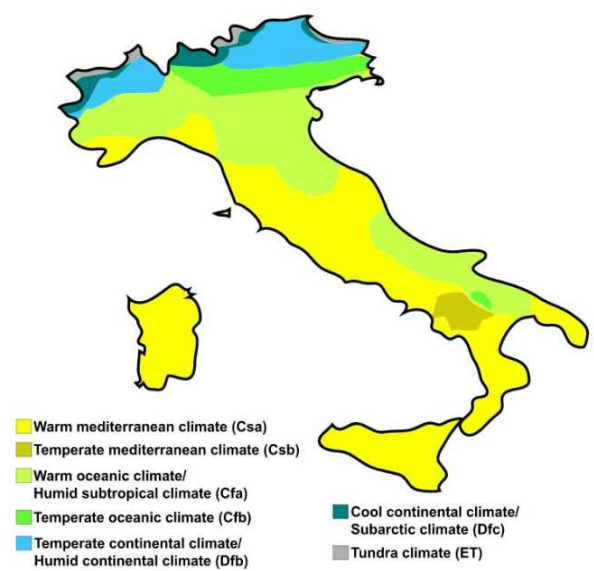 Warm mediterranean climate (Csa)
Temperate mediterranean climate (Csb)
Warm oceanic climate/
Humid subtropical climate (Cfa)
Temperate oceanic climate (Cfb)
Temperate continental climate/
Humid continental climate (Dfb)
Cool continental climate/
Subarctic climate (Dfc)
Tundra climate (ET)